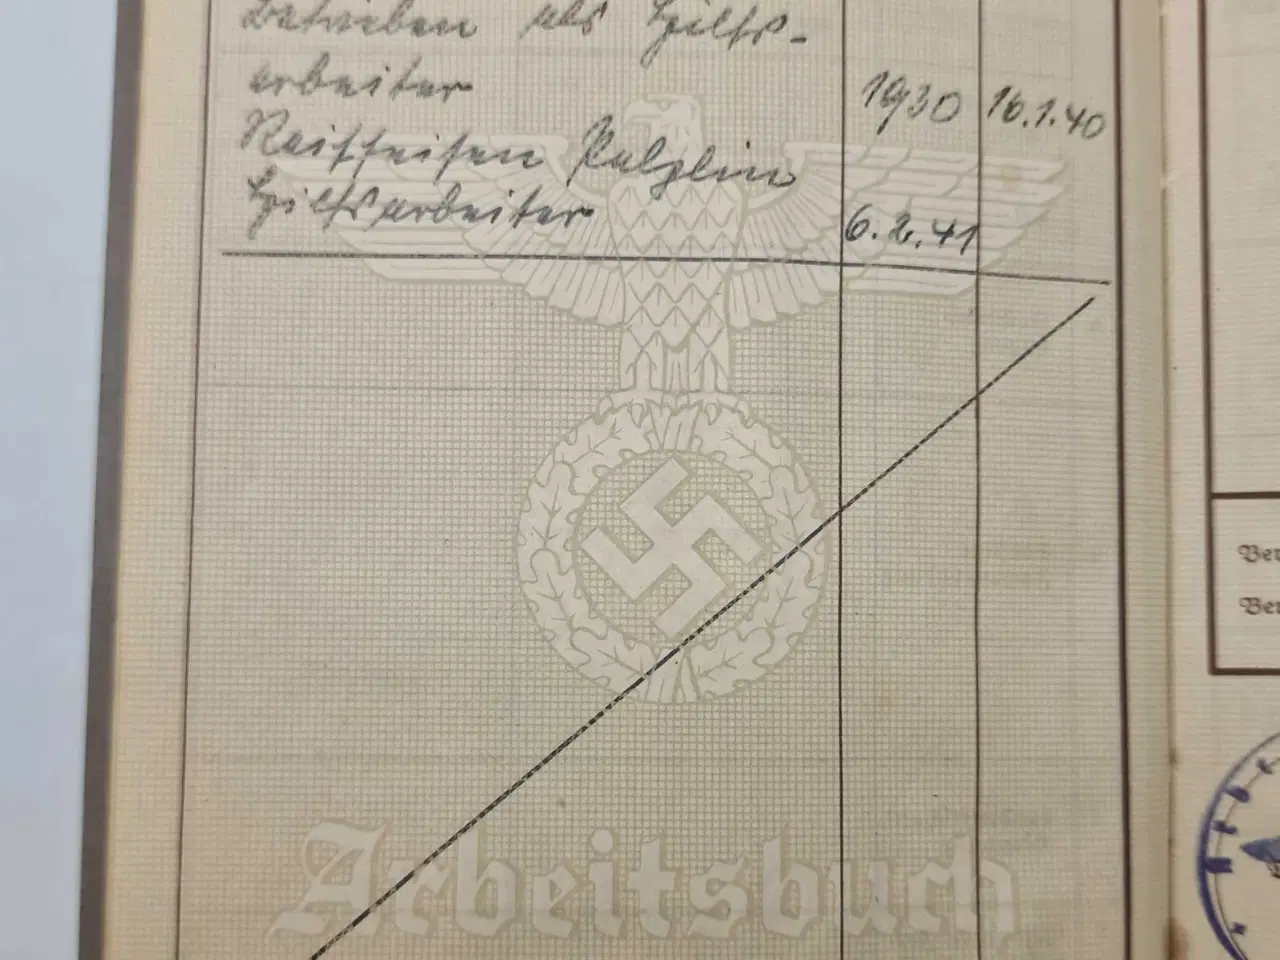 Betrieben als Hilfs-
arbeiter 1930 16.1.40
Raiffeisen
Hilfsarbeiter 6.2.41
Arbeitsbuch